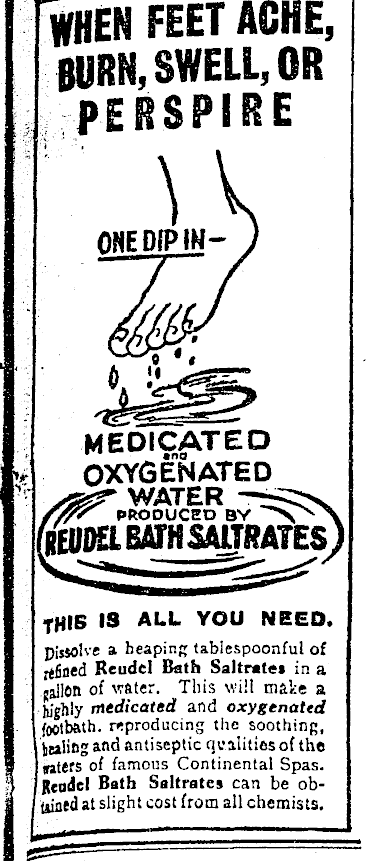 WHEN FEET ACHE,
BURN, SWELL, OR
PERSPIRE
ONE DIP IN—
MEDICATED
and
OXYGENATED
WATER
PRODUCED BY
REUDEL BATH SALTRATES
THIS IS ALL YOU NEED.
Dissolve a heaping tablespoonful of
refined Reudel Bath Saltrates in a
gallon of water. This will make a
highly medicated and oxygenated
footbath. reproducing the soothing,
healing and antiseptic qualities of the
waters of famous Continental Spas.
Reudel Bath Saltrates can be ob-
tained at slight cost from all chemists.